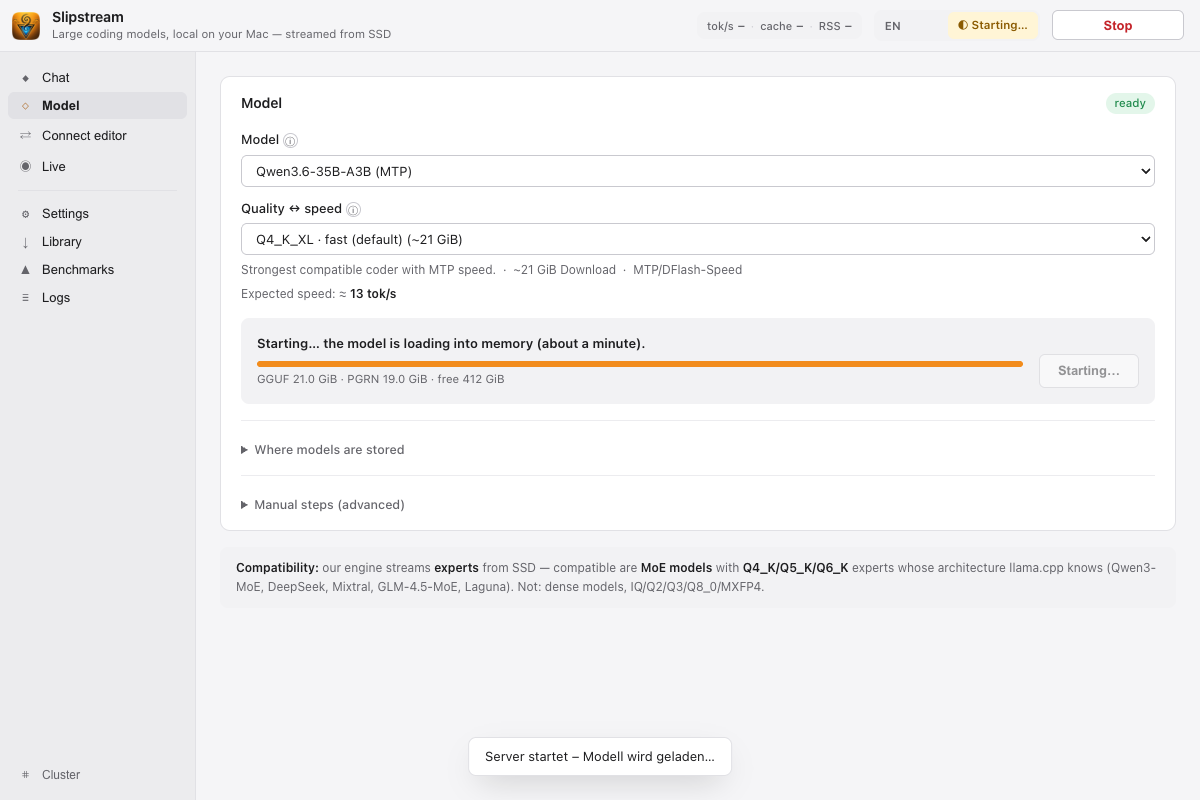 Slipstream
Large coding models, local on your Mac — streamed from SSD
tok/s – · cache – · RSS –
EN
Starting...
Stop
Chat
Model
Connect editor
Live
Settings
Library
Benchmarks
Logs
Cluster
Model
ready
Model
Qwen3.6-35B-A3B (MTP)
Quality ↔ speed
Q4_K_XL · fast (default) (~21 GiB)
Strongest compatible coder with MTP speed. · ~21 GiB Download · MTP/DFlash-Speed
Expected speed: ≈ 13 tok/s
Starting... the model is loading into memory (about a minute).
GGUF 21.0 GiB · PGRN 19.0 GiB · free 412 GiB
Starting...
Where models are stored
Manual steps (advanced)
Compatibility: our engine streams experts from SSD — compatible are MoE models with Q4_K/Q5_K/Q6_K experts whose architecture llama.cpp knows (Qwen3-
MoE, DeepSeek, Mixtral, GLM-4.5-MoE, Laguna). Not: dense models, IQ/Q2/Q3/Q8_0/MXFP4.
Server startet – Modell wird geladen…